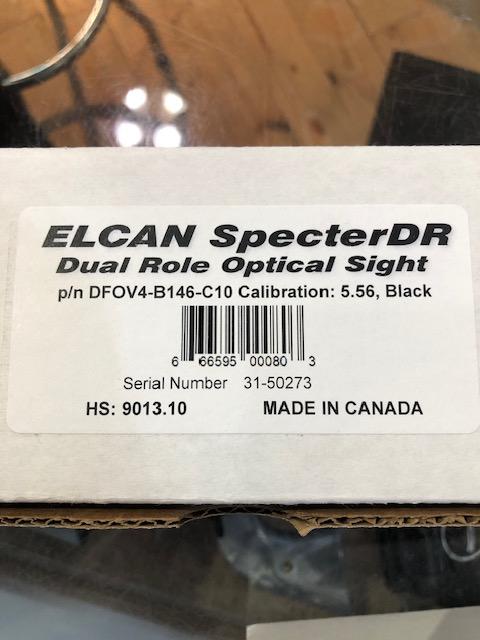 ELCAN SpecterDR
Dual Role Optical Sight
p/n DFOV4-B146-C10 Calibration: 5.56, Black
6 66595 00080 3
Serial Number 31-50273
HS: 9013.10 MADE IN CANADA